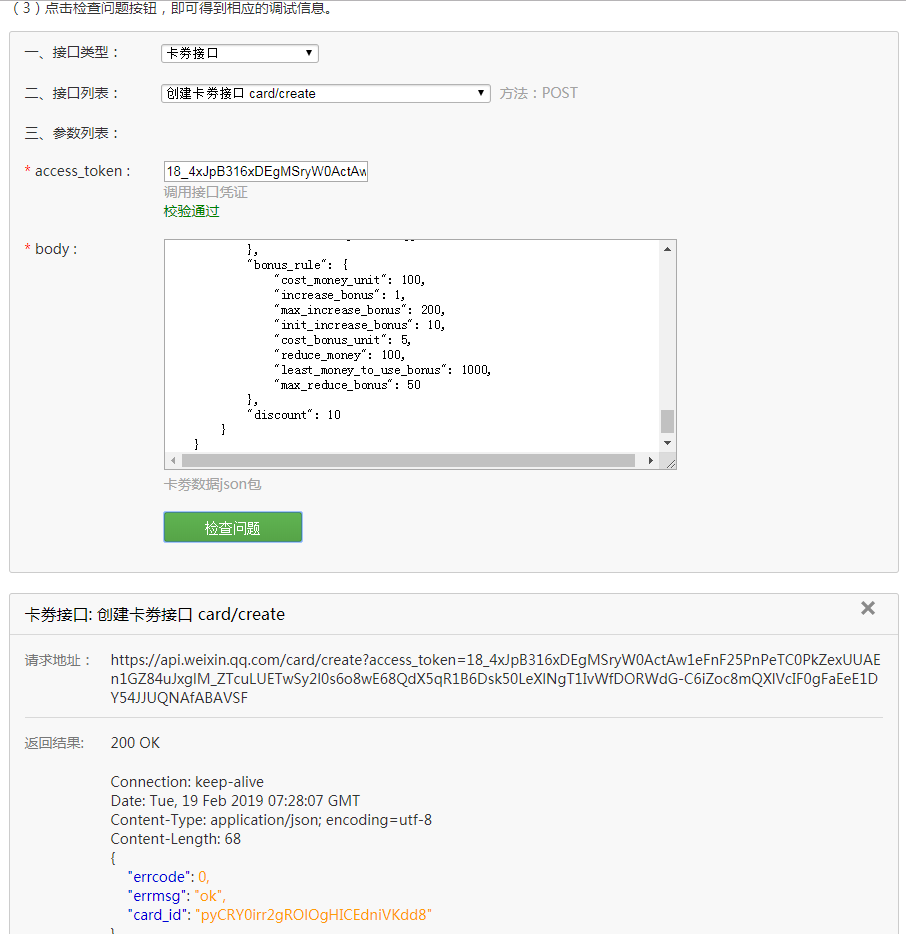 （3）点击检查问题按钮，即可得到相应的调试信息。
一、接口类型： 卡券接口
二、接口列表： 创建卡券接口 card/create 方法：POST
三、参数列表：
* access_token : 18_4xJpB316xDEgMSryW0ActAw
调用接口凭证
校验通过
* body :
},
"bonus_rule": {
"cost_money_unit": 100,
"increase_bonus": 1,
"max_increase_bonus": 200,
"init_increase_bonus": 10,
"cost_bonus_unit": 5,
"reduce_money": 100,
"least_money_to_use_bonus": 1000,
"max_reduce_bonus": 50
},
"discount": 10
}
}
卡券数据json包
检查问题
卡券接口: 创建卡券接口 card/create
请求地址： https://api.weixin.qq.com/card/create?access_token=18_4xJpB316xDEgMSryW0ActAw1eFnF25PnPeTC0PkZexUUAE
n1GZ84uJxglM_ZTcuLUETwSy2l0s6o8wE68QdX5qR1B6Dsk50LeXlNgT1IvWfDORWdG-C6iZoc8mQXlVcIF0gFaEeE1D
Y54JJUQNAfABAVSF
返回结果: 200 OK
Connection: keep-alive
Date: Tue, 19 Feb 2019 07:28:07 GMT
Content-Type: application/json; encoding=utf-8
Content-Length: 68
{
"errcode": 0,
"errmsg": "ok",
"card_id": "pyCRY0irr2gROlOgHICEdniVKdd8"
}